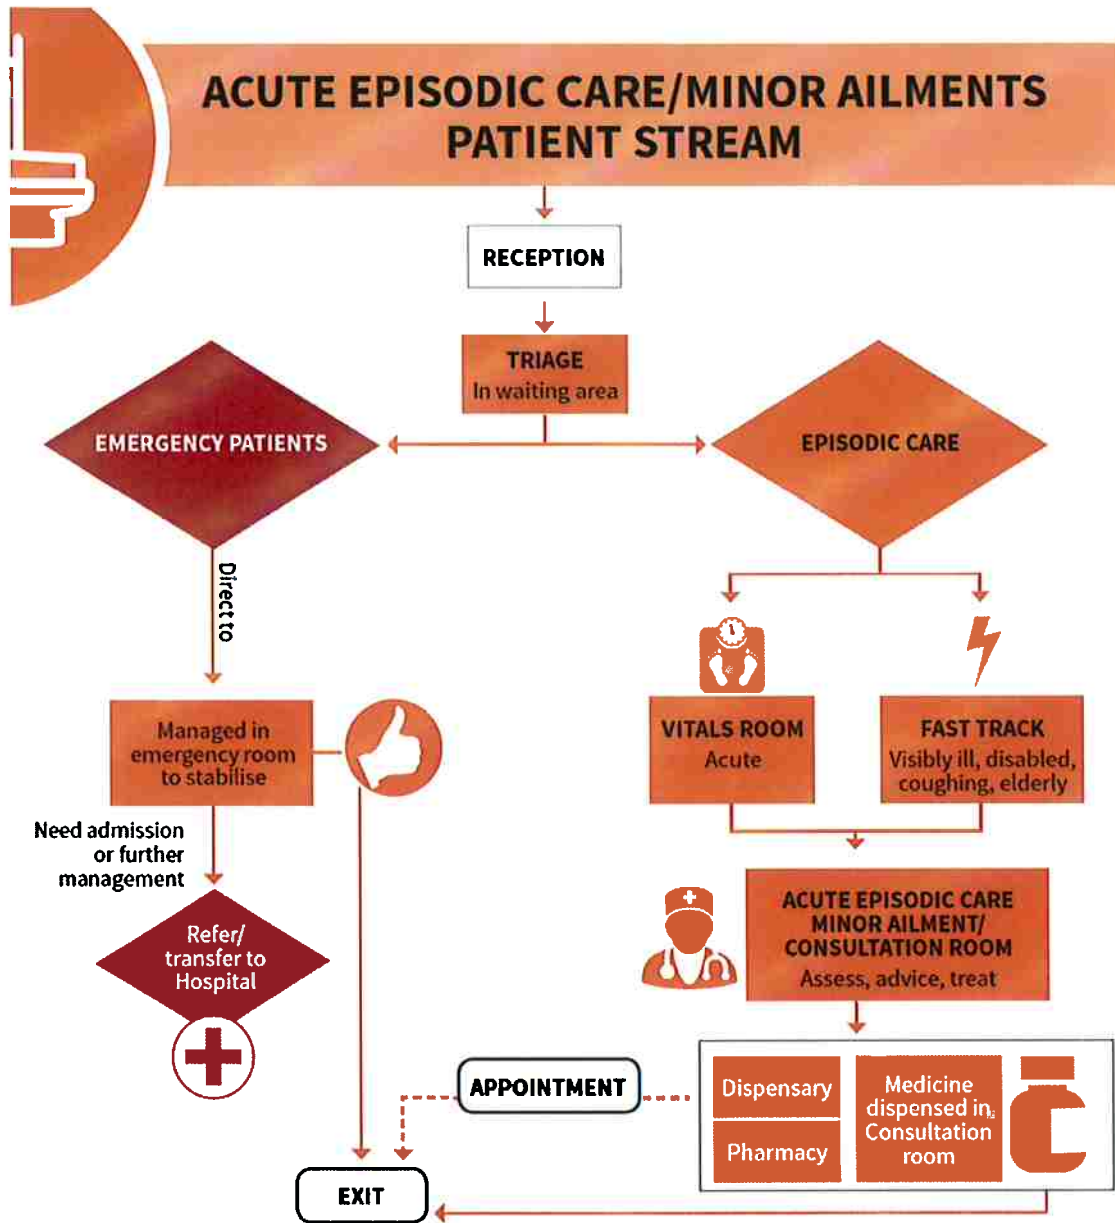 ACUTE EPISODIC CARE/MINOR AILMENTS
PATIENT STREAM
RECEPTION
TRIAGE
In waiting area
EMERGENCY PATIENTS
EPISODIC CARE
Direct to
Managed in
emergency room
to stabilise
VITALS ROOM
Acute
FAST TRACK
Visibly ill, disabled,
coughing, elderly
Need admission
or further
management
Refer/
transfer to
Hospital
ACUTE EPISODIC CARE
MINOR AILMENT/
CONSULTATION ROOM
Assess, advice, treat
APPOINTMENT
Dispensary
Pharmacy
Medicine
dispensed in
Consultation
room
EXIT